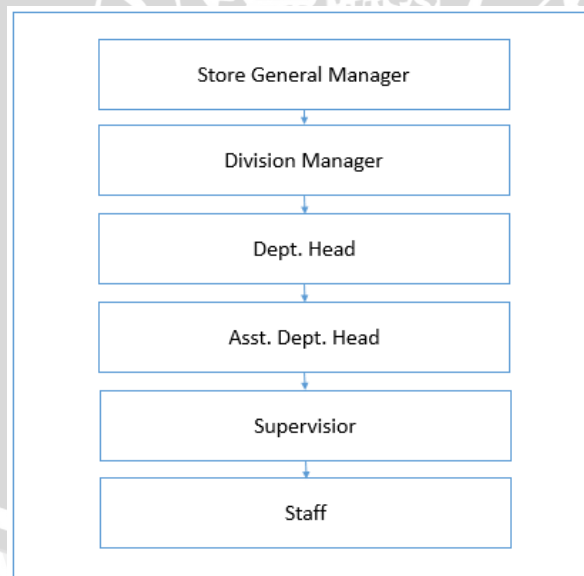 Store General Manager
Division Manager
Dept. Head
Asst. Dept. Head
Supervisior
Staff